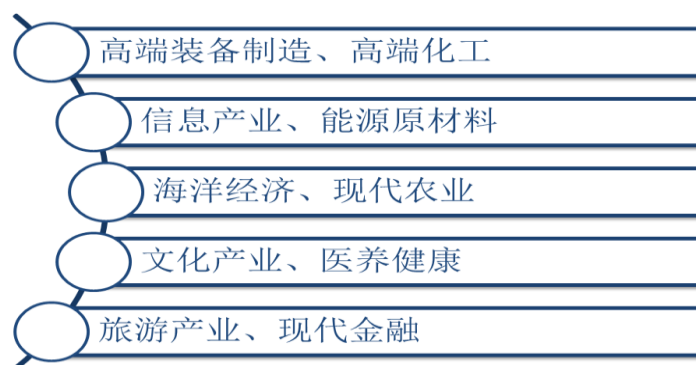 高端装备制造、高端化工
信息产业、能源原材料
海洋经济、现代农业
文化产业、医养健康
旅游产业、现代金融